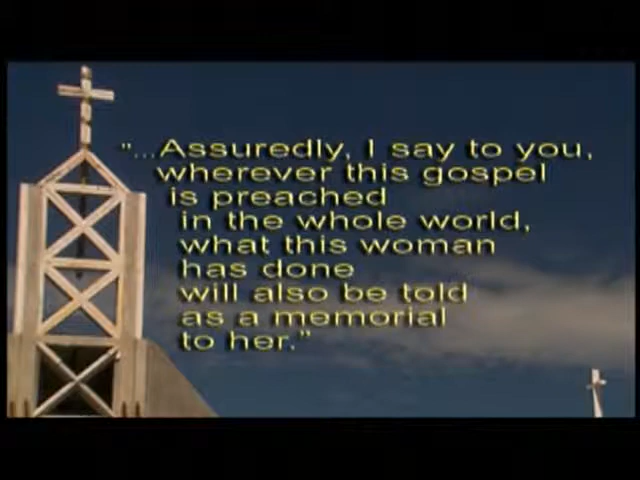 "...Assuredly, I say to you,
wherever this gospel
is preached
in the whole world,
what this woman
has done
will also be told
as a memorial
to her."